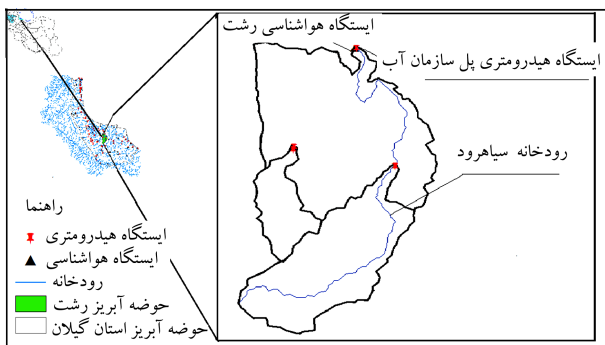 ایستگاه هواشناسی رشت
ایستگاه هیدرومتری پل سازمان آب
رودخانه سیاهرود
راهنما
ایستگاه هیدرومتری
ایستگاه هواشناسی
رودخانه
حوضه آبریز رشت
حوضه آبریز استان گیلان